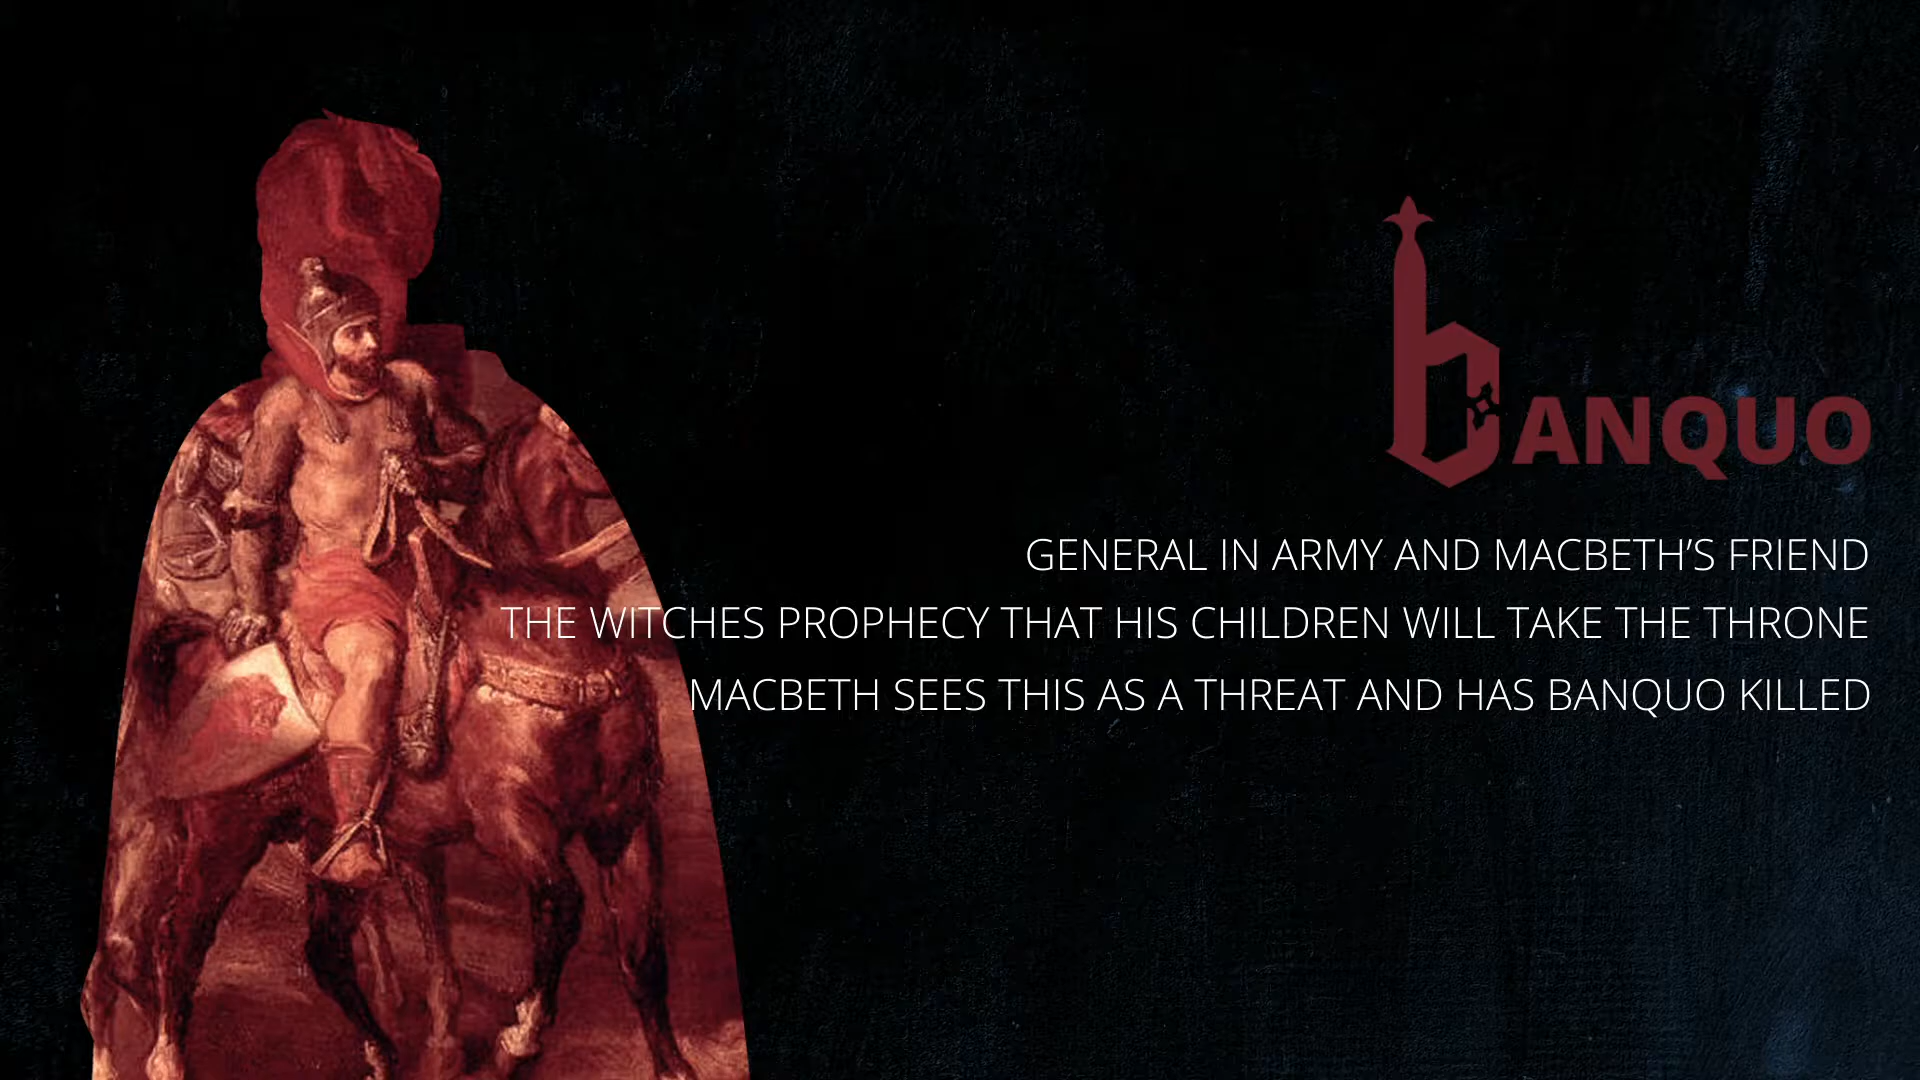 bANQUO
GENERAL IN ARMY AND MACBETH’S FRIEND
THE WITCHES PROPHECY THAT HIS CHILDREN WILL TAKE THE THRONE
MACBETH SEES THIS AS A THREAT AND HAS BANQUO KILLED